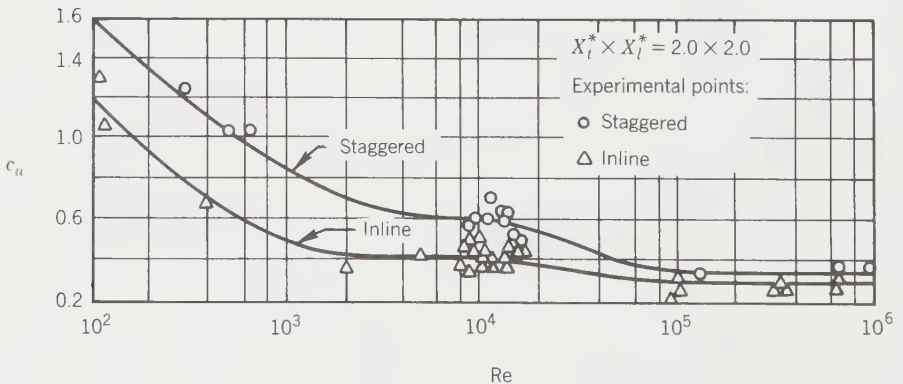 1.6
1.4
1.0
c_u
0.6
0.2
10^2
10^3
10^4
10^5
10^6
Re
X_t^* × X_l^* = 2.0 × 2.0
Experimental points:
Staggered
Inline
Staggered
Inline